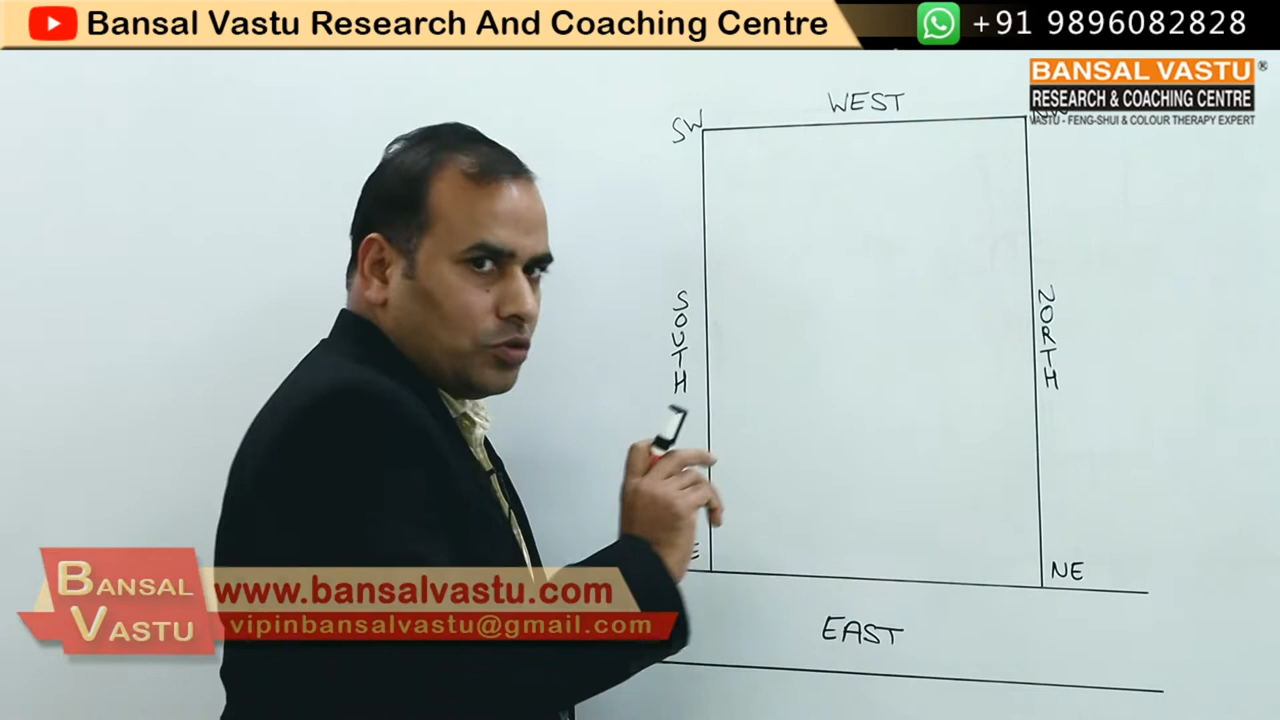 Bansal Vastu Research And Coaching Centre
+91 9896082828
BANSAL VASTU®
RESEARCH & COACHING CENTRE
VASTU - FENG-SHUI & COLOUR THERAPY EXPERT
WEST
SW
SOUTH
NORTH
E
NE
EAST
BANSAL
VASTU
www.bansalvastu.com
vipinbansalvastu@gmail.com